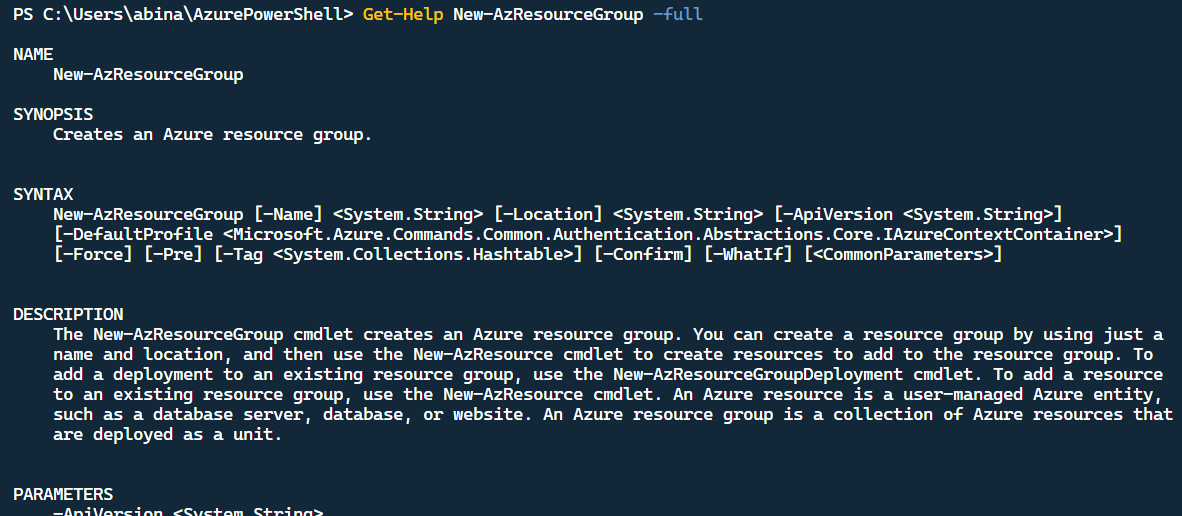 PS C:\Users\abina\AzurePowerShell> Get-Help New-AzResourceGroup -full
NAME
New-AzResourceGroup
SYNOPSIS
Creates an Azure resource group.
SYNTAX
New-AzResourceGroup [-Name] <System.String> [-Location] <System.String> [-ApiVersion <System.String>]
[-DefaultProfile <Microsoft.Azure.Commands.Common.Authentication.Abstractions.Core.IAzureContextContainer>]
[-Force] [-Pre] [-Tag <System.Collections.Hashtable>] [-Confirm] [-WhatIf] [<CommonParameters>]
DESCRIPTION
The New-AzResourceGroup cmdlet creates an Azure resource group. You can create a resource group by using just a
name and location, and then use the New-AzResource cmdlet to create resources to add to the resource group. To
add a deployment to an existing resource group, use the New-AzResourceGroupDeployment cmdlet. To add a resource
to an existing resource group, use the New-AzResource cmdlet. An Azure resource is a user-managed Azure entity,
such as a database server, database, or website. An Azure resource group is a collection of Azure resources that
are deployed as a unit.
PARAMETERS
-ApiVersion <System.String>